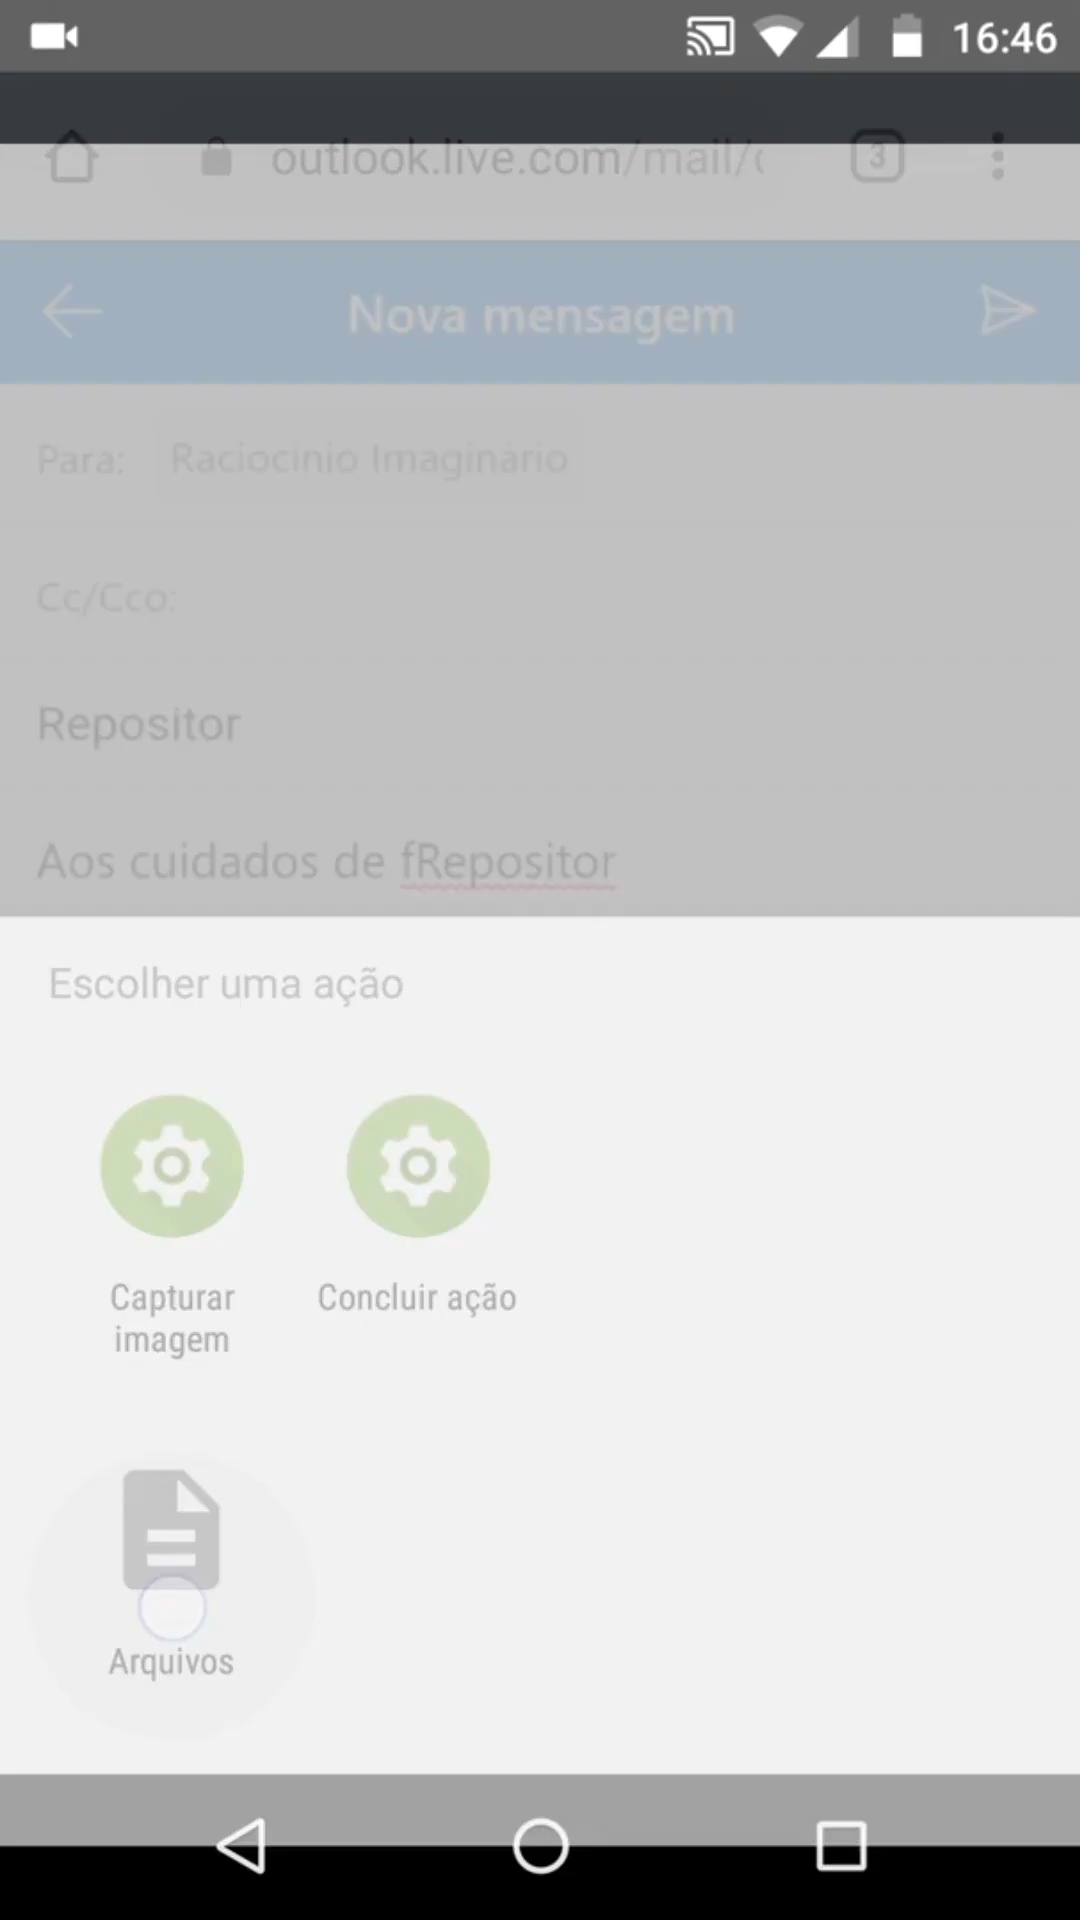 16:46
outlook.live.com/mail/
3
Nova mensagem
Para: Raciocínio Imaginário
Cc/Cco:
Repositor
Aos cuidados de fRepositor
Escolher uma ação
Capturar
imagem
Concluir ação
Arquivos